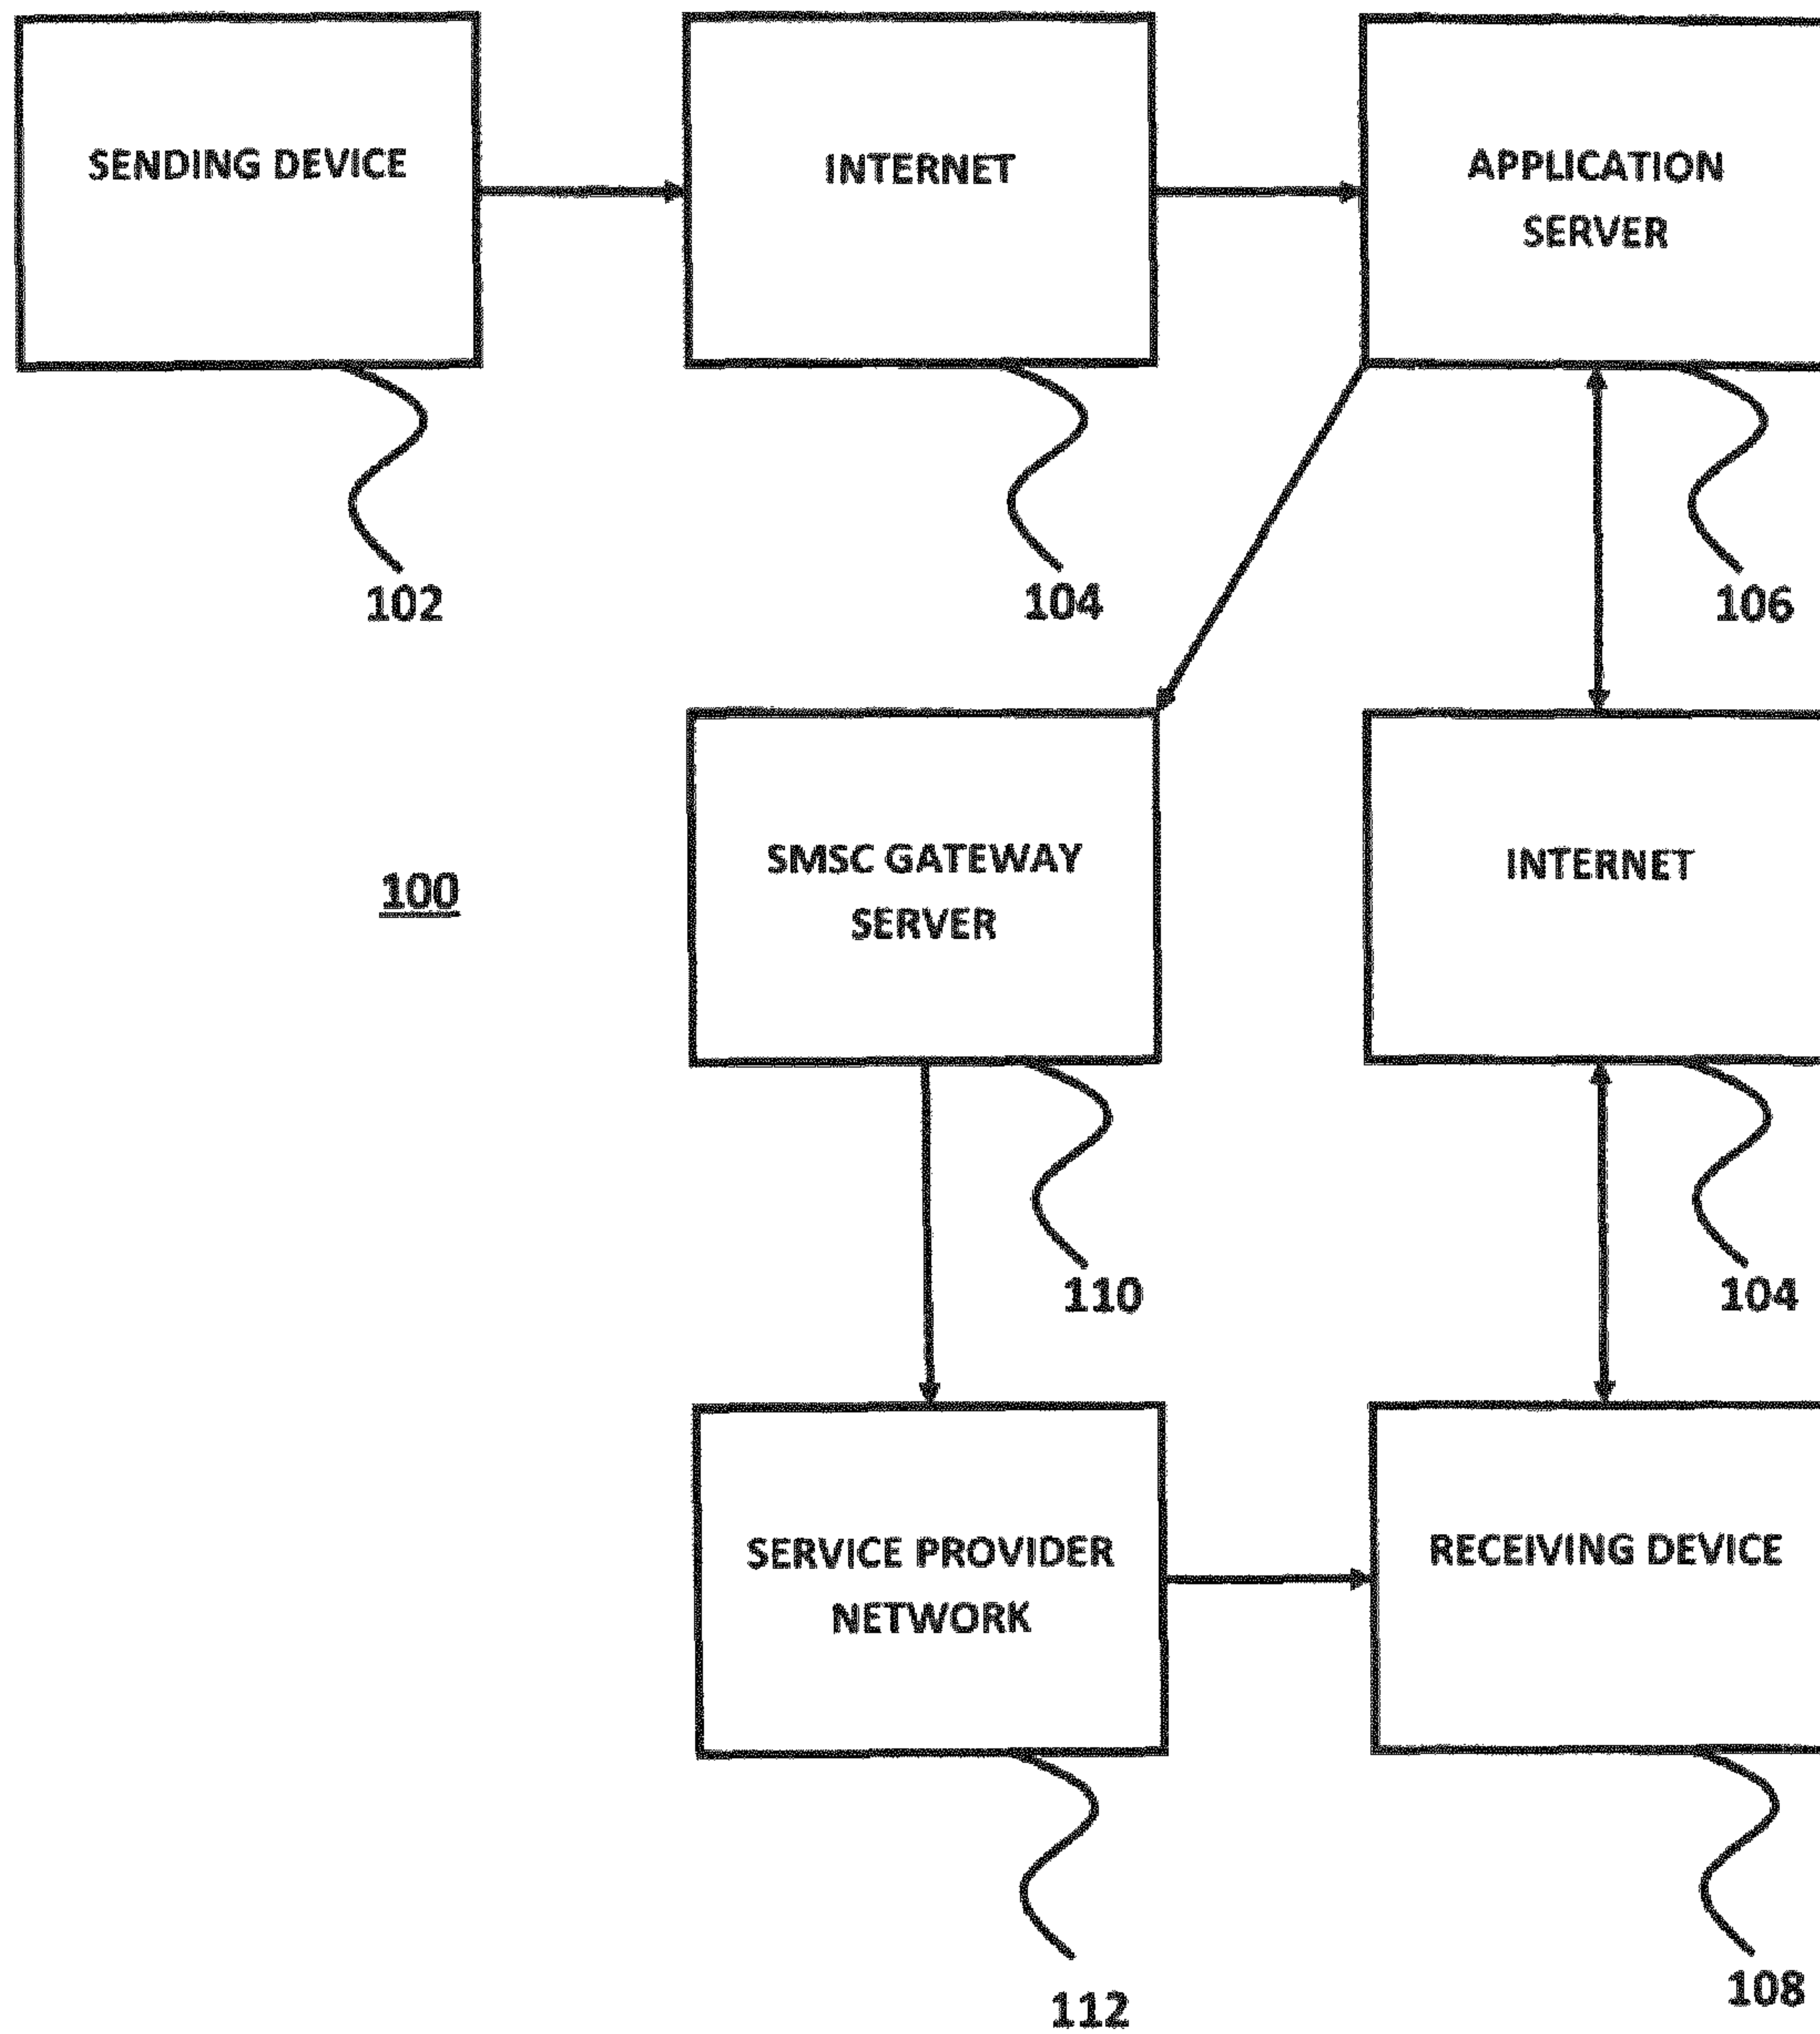 SENDING DEVICE
INTERNET
APPLICATION
SERVER
102
104
106
100
SMSC GATEWAY
SERVER
INTERNET
110
104
SERVICE PROVIDER
NETWORK
RECEIVING DEVICE
112
108